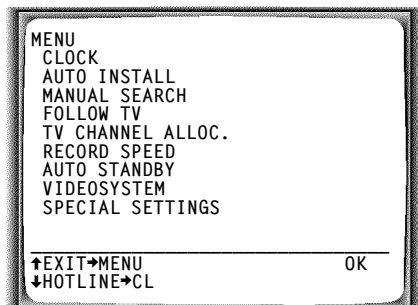 MENU
CLOCK
AUTO INSTALL
MANUAL SEARCH
FOLLOW TV
TV CHANNEL ALLOC.
RECORD SPEED
AUTO STANDBY
VIDEOSYSTEM
SPECIAL SETTINGS
↑EXIT→MENU OK
↓HOTLINE→CL